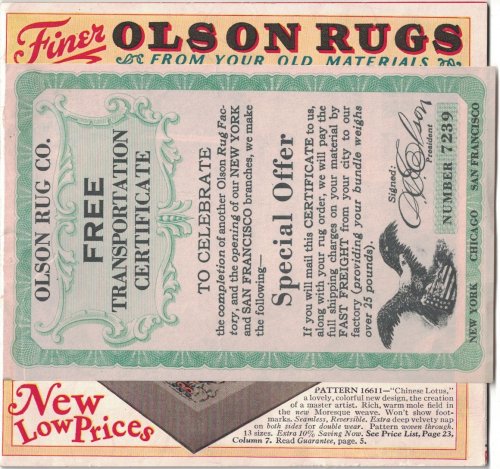 Finer OLSON RUGS
FROM YOUR OLD MATERIALS
OLSON RUG CO.
FREE
TRANSPORTATION
CERTIFICATE
TO CELEBRATE
the completion of another Olson Rug Fac-
tory, and the opening of our NEW YORK
and SAN FRANCISCO branches, we make
the following—
Special Offer
If you will mail this CERTIFICATE to us,
along with your rug order, we will pay the
full shipping charges on your material by
FAST FREIGHT from your city to our
factory (providing your bundle weighs
over 25 pounds).
Signed:
President
NUMBER 7239
NEW YORK CHICAGO SAN FRANCISCO
New
Low Prices
PATTERN 16611—"Chinese Lotus,"
a lovely, colorful new design, the creation
of a master artist. Rich, warm mole field in
the new Moresque weave. Won't show foot-
marks. Seamless, Reversible. Extra deep velvety nap
on both sides for double wear. Pattern woven through.
13 sizes. Extra 10% Saving Now. See Price List, Page 23,
Column 7. Read Guarantee, page 5.